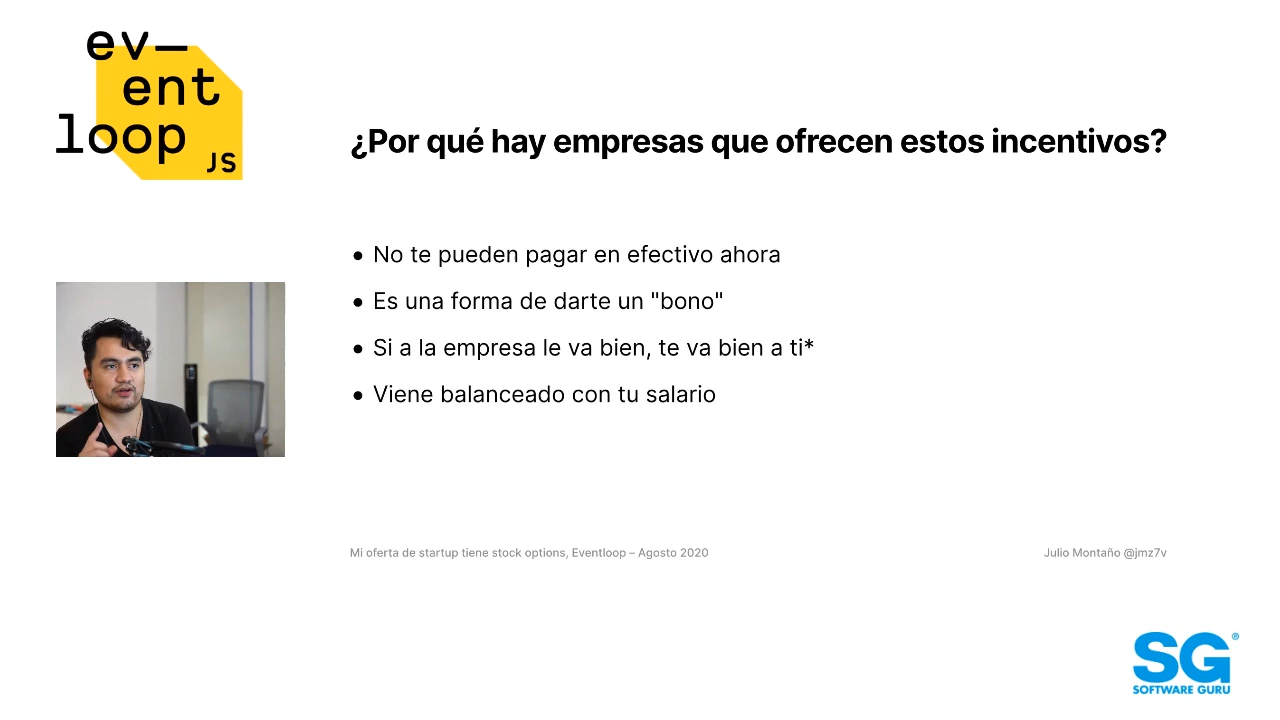 ev—
ent
loop
JS
¿Por qué hay empresas que ofrecen estos incentivos?
• No te pueden pagar en efectivo ahora
• Es una forma de darte un "bono"
• Si a la empresa le va bien, te va bien a ti*
• Viene balanceado con tu salario
Mi oferta de startup tiene stock options, Eventloop – Agosto 2020
Julio Montaño @jmz7v
SG®
SOFTWARE GURU